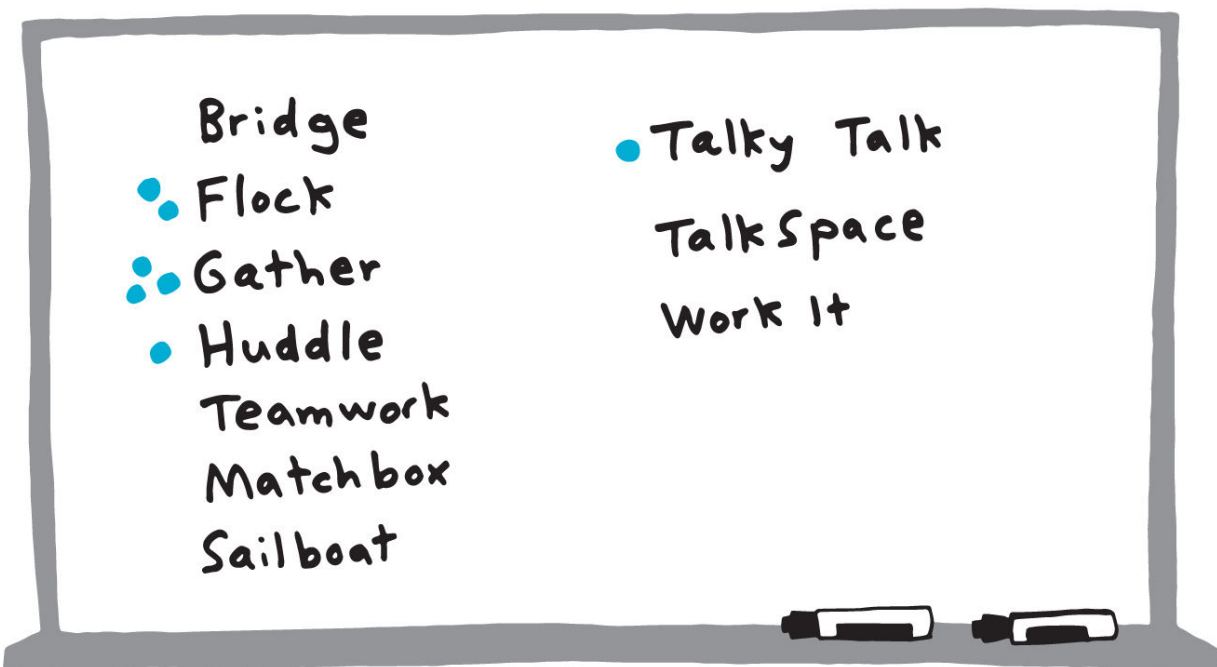 Bridge
Flock
Gather
Huddle
Teamwork
Matchbox
Sailboat
Talky Talk
TalkSpace
Work It